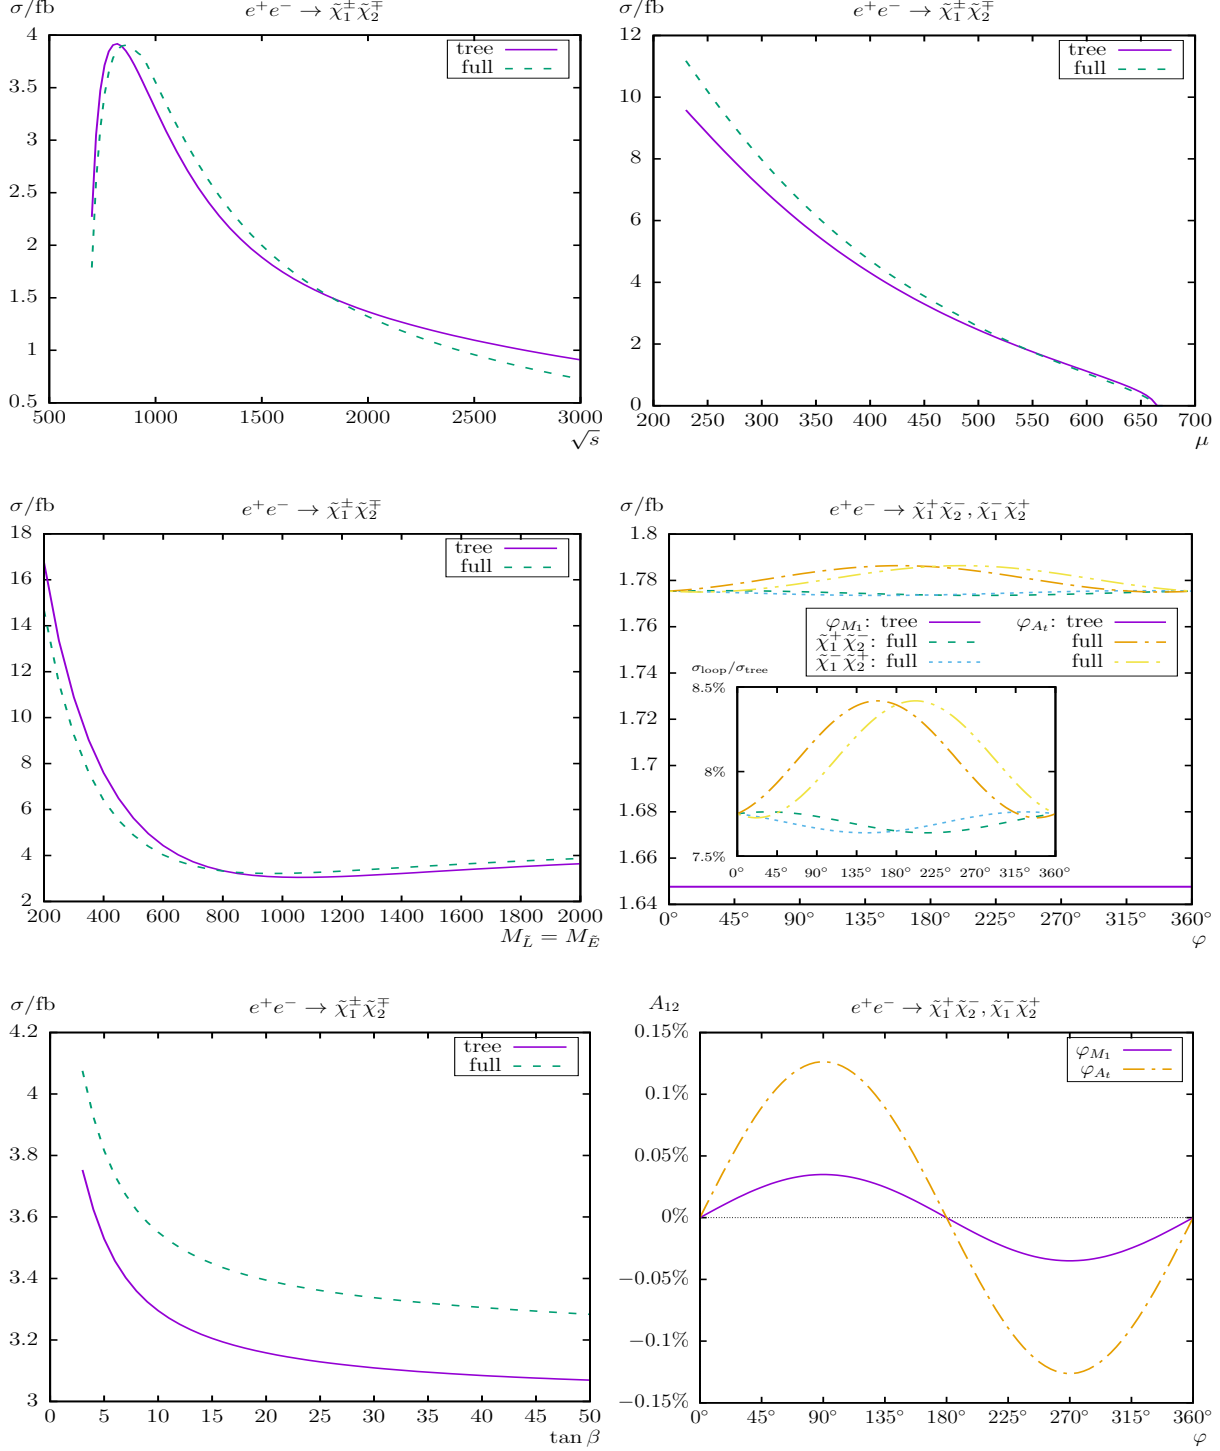 σ/fb
e⁺e⁻ → χ̃₁^± χ̃₂^∓
tree
full
4
3.5
3
2.5
2
1.5
1
0.5
500 1000 1500 2000 2500 3000
√s
σ/fb
e⁺e⁻ → χ̃₁^± χ̃₂^∓
tree
full
12
10
8
6
4
2
0
200 250 300 350 400 450 500 550 600 650 700
μ
σ/fb
e⁺e⁻ → χ̃₁^± χ̃₂^∓
tree
full
18
16
14
12
10
8
6
4
2
200 400 600 800 1000 1200 1400 1600 1800 2000
M_L̃ = M_Ẽ
σ/fb
e⁺e⁻ → χ̃₁⁺χ̃₂⁻, χ̃₁⁻χ̃₂⁺
1.8
1.78
1.76
1.74
1.72
1.7
1.68
1.66
1.64
φ_M₁: tree φ_Aₜ: tree
χ̃₁⁺χ̃₂⁻: full full
χ̃₁⁻χ̃₂⁺: full full
σ_loop/σ_tree
8.5%
8%
7.5%
0° 45° 90° 135° 180° 225° 270° 315° 360°
0° 45° 90° 135° 180° 225° 270° 315° 360°
φ
σ/fb
e⁺e⁻ → χ̃₁^± χ̃₂^∓
tree
full
4.2
4
3.8
3.6
3.4
3.2
3
0 5 10 15 20 25 30 35 40 45 50
tan β
A₁₂
e⁺e⁻ → χ̃₁⁺χ̃₂⁻, χ̃₁⁻χ̃₂⁺
φ_M₁
φ_Aₜ
0.15%
0.1%
0.05%
0%
−0.05%
−0.1%
−0.15%
0° 45° 90° 135° 180° 225° 270° 315° 360°
φ